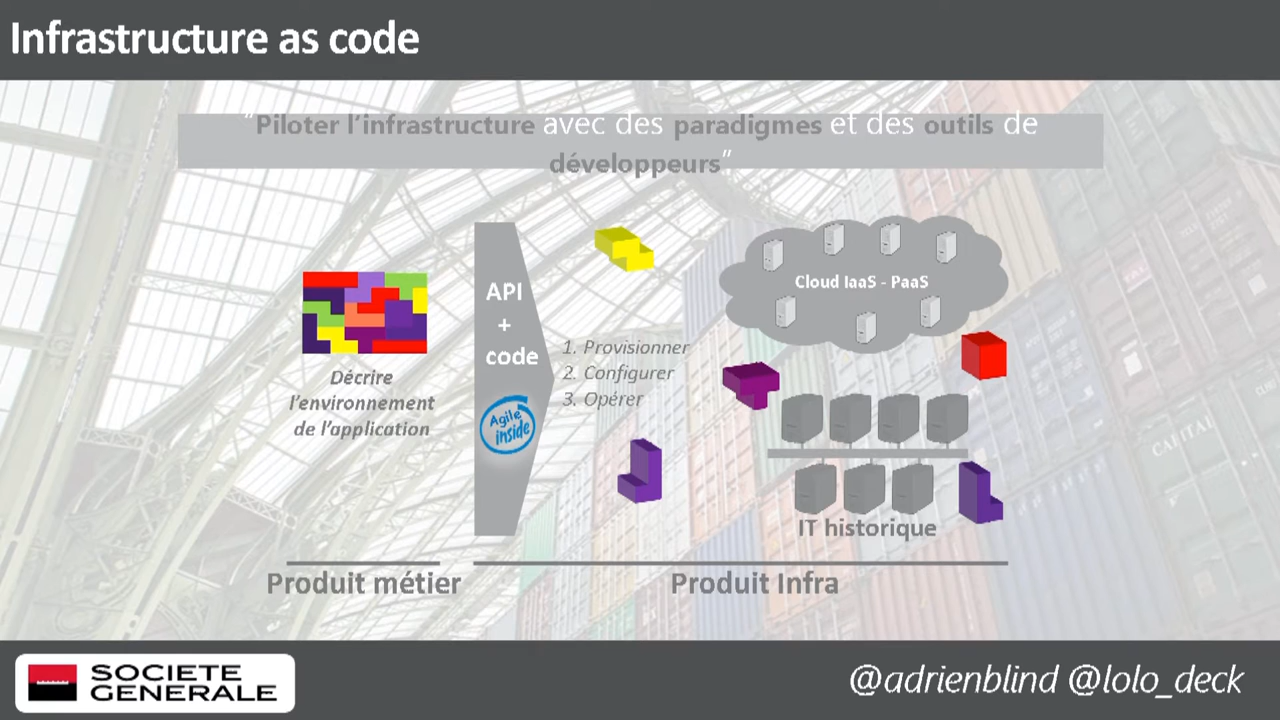 Infrastructure as code
"Piloter l'infrastructure avec des paradigmes et des outils de
développeurs"
Cloud IaaS - PaaS
API
+
code
1. Provisionner
2. Configurer
3. Opérer
Décrire
l'environnement
de l'application
Agile
inside
IT historique
Produit métier
Produit Infra
SOCIETE
GENERALE
@adrienblind @lolo_deck